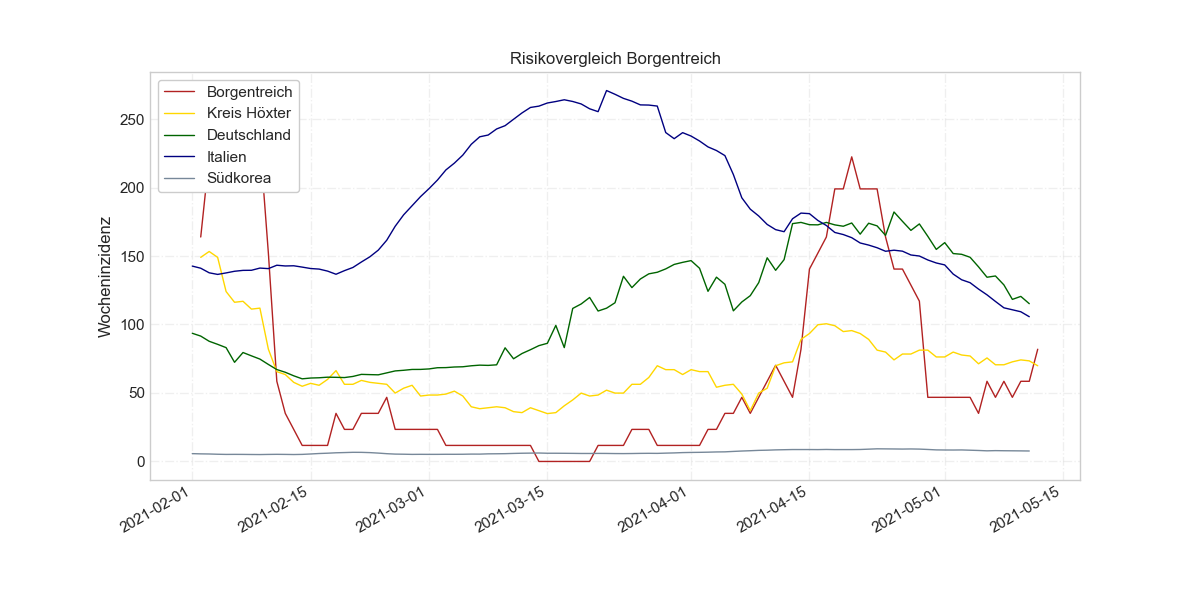 Risikovergleich Borgentreich
Borgentreich
Kreis Höxter
Deutschland
Italien
Südkorea
Wocheninzidenz
250
200
150
100
50
0
2021-02-01
2021-02-15
2021-03-01
2021-03-15
2021-04-01
2021-04-15
2021-05-01
2021-05-15